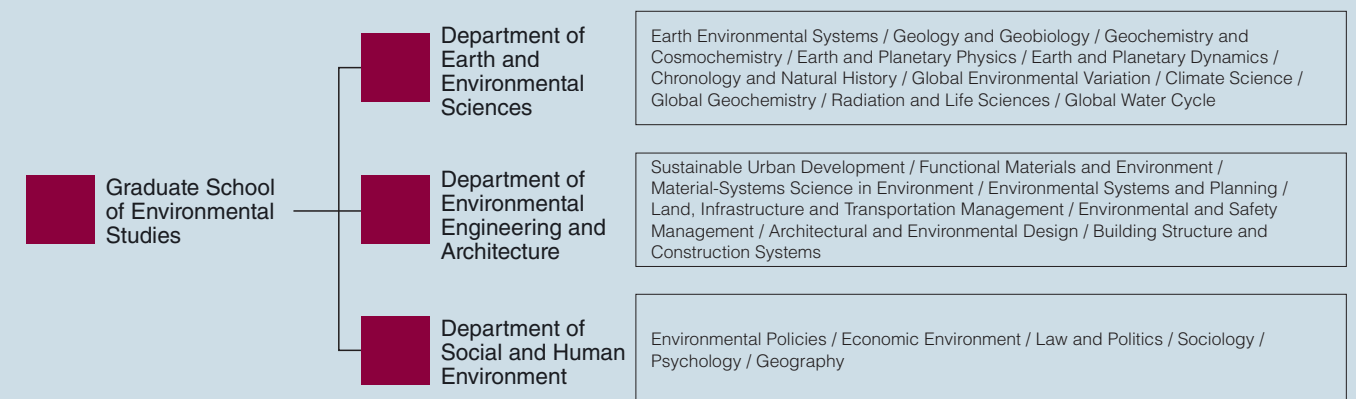 Graduate School
of Environmental
Studies
Department of
Earth and
Environmental
Sciences
Earth Environmental Systems / Geology and Geobiology / Geochemistry and
Cosmochemistry / Earth and Planetary Physics / Earth and Planetary Dynamics /
Chronology and Natural History / Global Environmental Variation / Climate Science /
Global Geochemistry / Radiation and Life Sciences / Global Water Cycle
Department of
Environmental
Engineering and
Architecture
Sustainable Urban Development / Functional Materials and Environment /
Material-Systems Science in Environment / Environmental Systems and Planning /
Land, Infrastructure and Transportation Management / Environmental and Safety
Management / Architectural and Environmental Design / Building Structure and
Construction Systems
Department of
Social and Human
Environment
Environmental Policies / Economic Environment / Law and Politics / Sociology /
Psychology / Geography